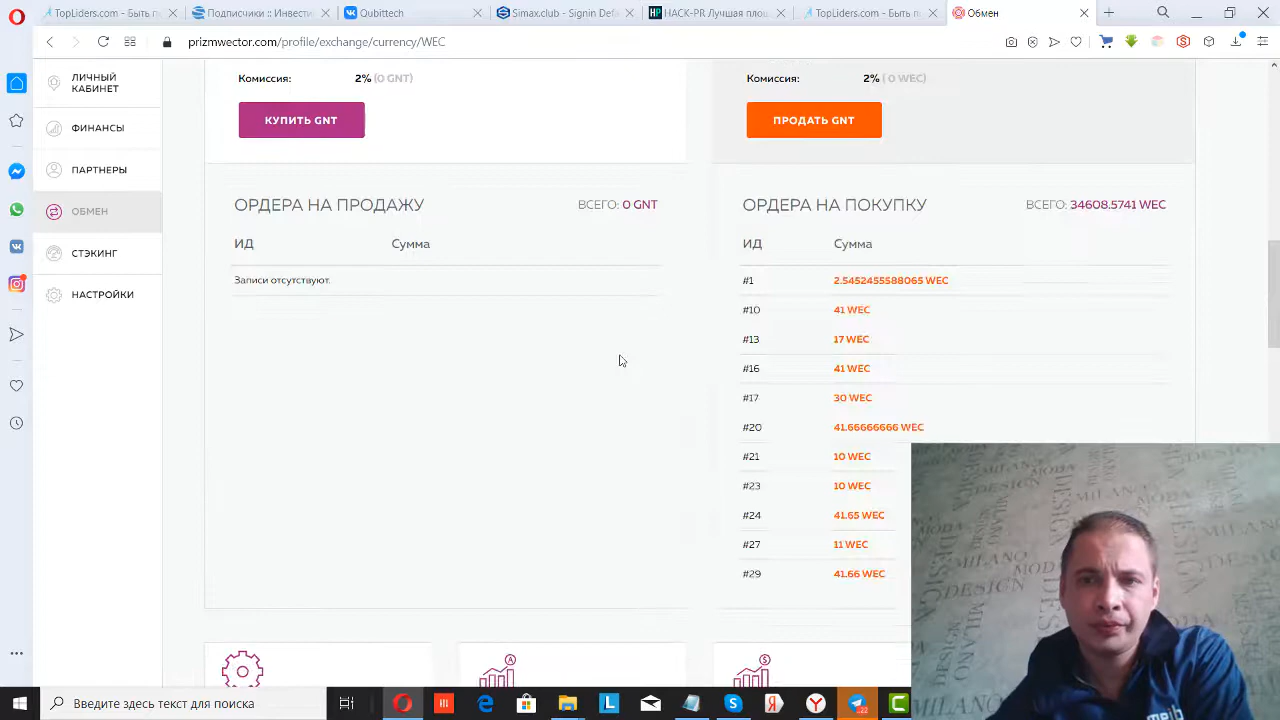 TopLiders.com - Быть л
Подписчики :: Инвести
Qubittech
Simax.club - Signin Defa
HACK-PR Лучшая площ
TopLiders.com - Быть л
Обмен
prizmwector.com/profile/exchange/currency/WEC
ЛИЧНЫЙ
КАБИНЕТ
ФИНАНСЫ
ПАРТНЕРЫ
ОБМЕН
СТЭКИНГ
НАСТРОЙКИ
Комиссия: 2% (0 GNT)
КУПИТЬ GNT
Комиссия: 2% ( 0 WEC)
ПРОДАТЬ GNT
ОРДЕРА НА ПРОДАЖУ ВСЕГО: 0 GNT
ИД Сумма
Записи отсутствуют.
ОРДЕРА НА ПОКУПКУ ВСЕГО: 34608.5741 WEC
ИД Сумма
#1 2.5452455588065 WEC
#10 41 WEC
#13 17 WEC
#16 41 WEC
#17 30 WEC
#20 41.66666666 WEC
#21 10 WEC
#23 10 WEC
#24 41.65 WEC
#27 11 WEC
#29 41.66 WEC
MILANO
MODA
DESIGN
Введите здесь текст для поиска